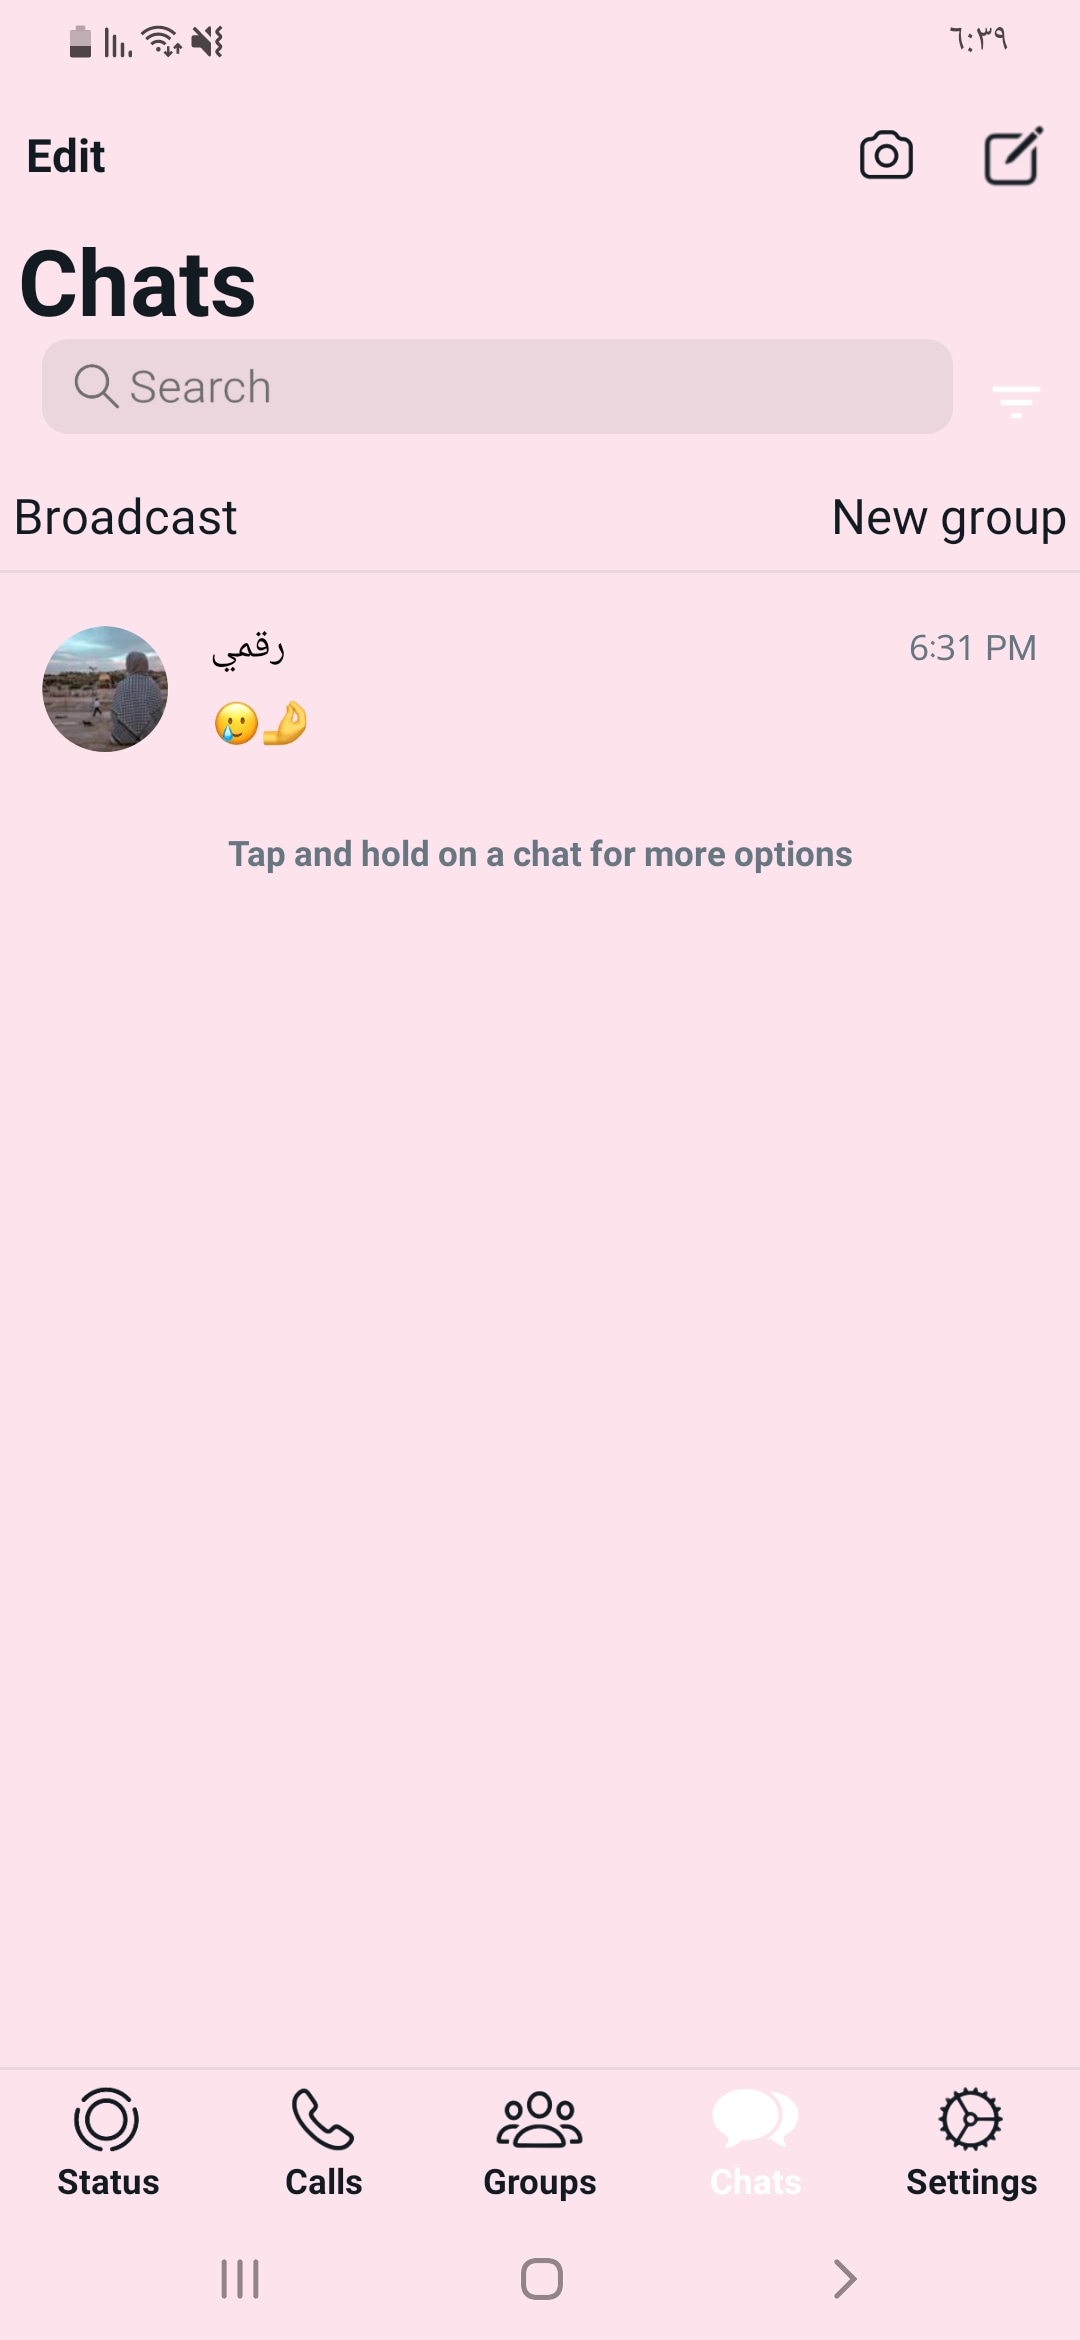 ٦:٣٩
Edit
Chats
Search
Broadcast
New group
رقمي
6:31 PM
🥲🤌
Tap and hold on a chat for more options
Status
Calls
Groups
Chats
Settings